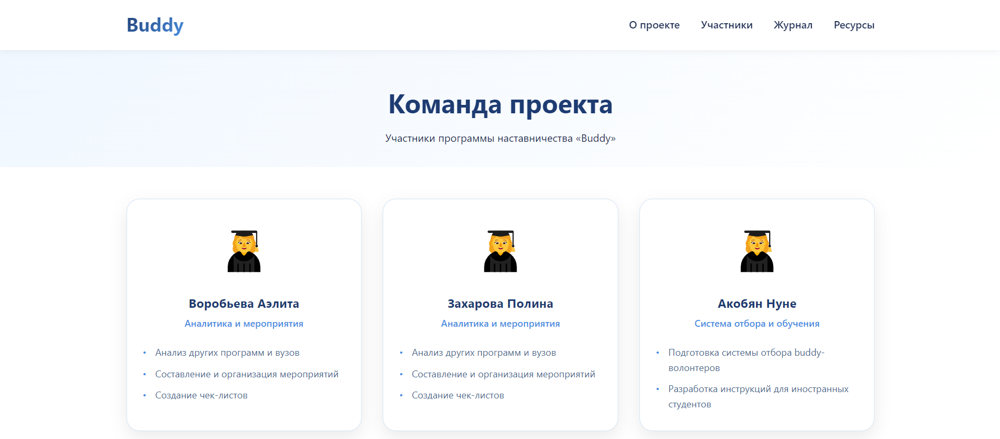 Buddy
О проекте Участники Журнал Ресурсы
Команда проекта
Участники программы наставничества «Buddy»
Воробьева Аэлита
Аналитика и мероприятия
• Анализ других программ и вузов
• Составление и организация мероприятий
• Создание чек-листов
Захарова Полина
Аналитика и мероприятия
• Анализ других программ и вузов
• Составление и организация мероприятий
• Создание чек-листов
Акобян Нуне
Система отбора и обучения
• Подготовка системы отбора buddy-
волонтеров
• Разработка инструкций для иностранных
студентов